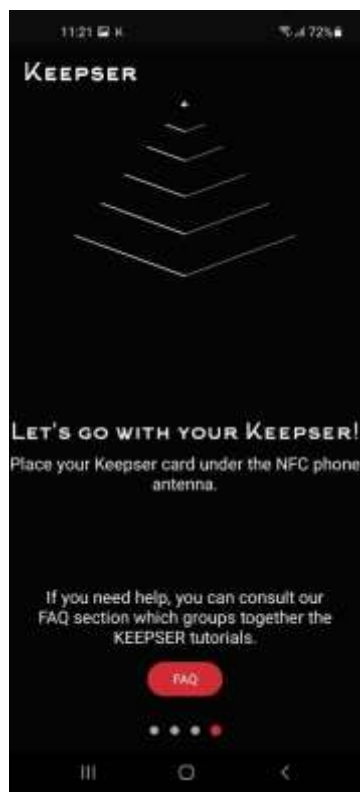 11:21 K 72%
KEEPSER
LET'S GO WITH YOUR KEEPSER!
Place your Keepser card under the NFC phone
antenna.
If you need help, you can consult our
FAQ section which groups together the
KEEPSER tutorials.
FAQ